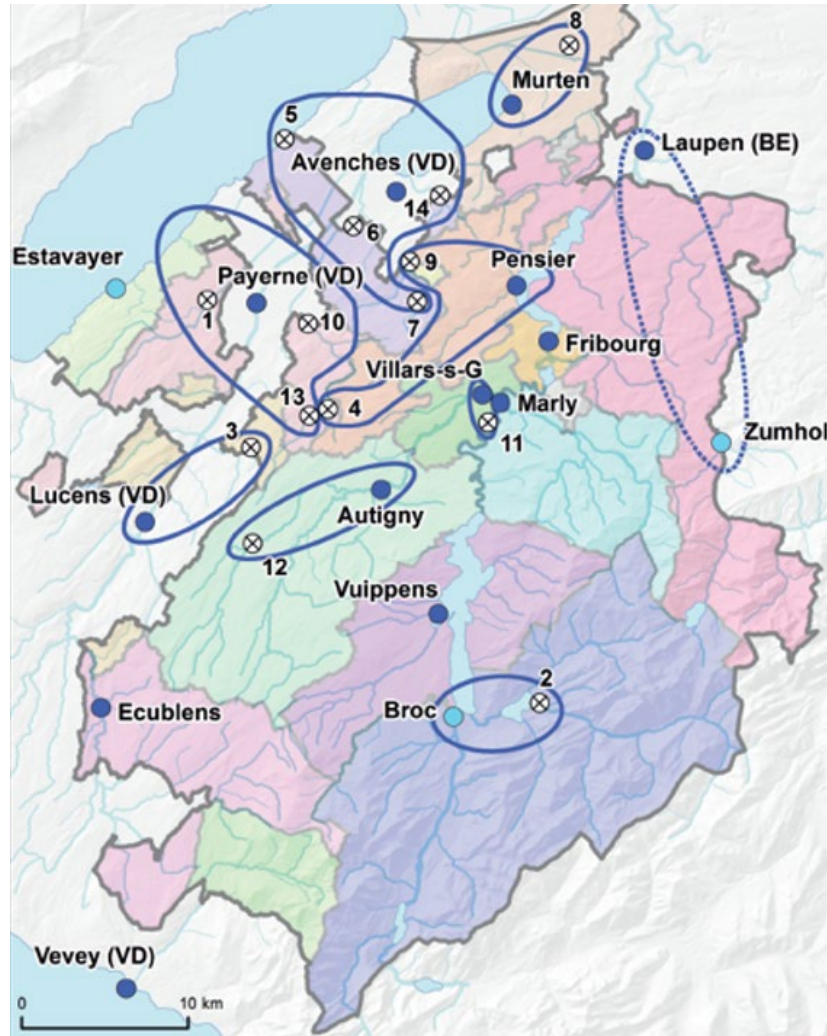 8
Murten
5
Avenches (VD)
Laupen (BE)
14
6
Estavayer
9
Pensier
Payerne (VD)
1
10
7
Fribourg
Villars-s-G
Marly
13
4
11
3
Zumhol
Lucens (VD)
Autigny
12
Vuippens
2
Ecublens
Broc
Vevey (VD)
0
10 km